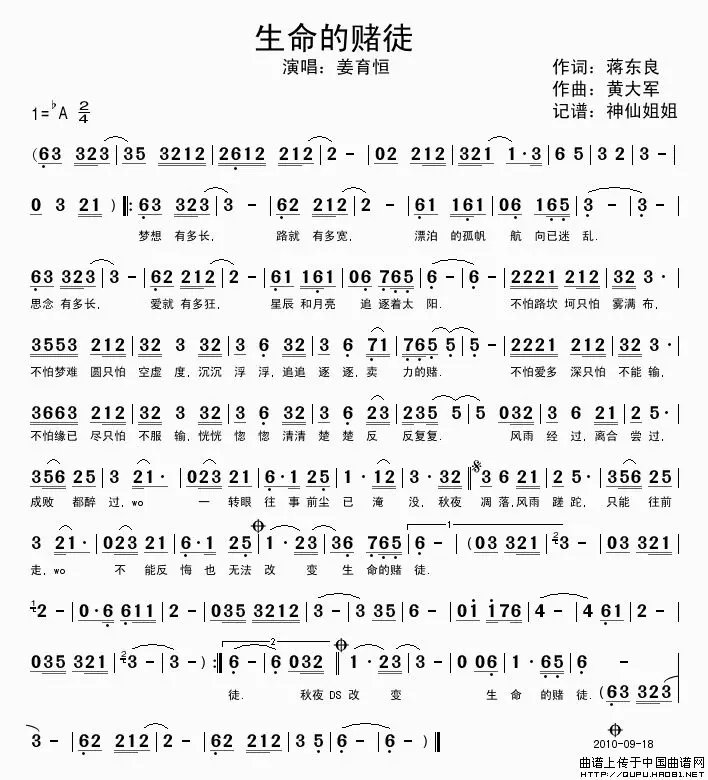 生命的赌徒
演唱：姜育恒
作词：蒋东良
作曲：黄大军
记谱：神仙姐姐
1=♭A 2/4
(63 323|35 3212|2612 212|2 -|02 212|321 1·3|6 5|3 2|3 -|
0 3 21)‖:63 323|3 -|62 212|2 -|61 161|06 165|3 -|3 -|
梦想 有多长， 路就 有多宽， 漂泊 的孤帆 航 向已迷 乱.
63 323|3 -|62 212|2 -|61 161|06 765|6 -|6 -|2221 212|32 3·|
思念 有多长， 爱就 有多狂， 星辰 和月亮 追 逐着太 阳. 不怕路坎 坷只怕 雾满 布，
3553 212|32 3 32|3 6 32|3 6 71|765 5|5 -|2221 212|32 3·|
不怕梦难 圆只怕 空虚 度，沉沉 浮 浮，追追 逐 逐，卖 力的赌. 不怕爱多 深只怕 不能 输，
3663 212|32 3 32|3 6 32|3 6 23|235 5|5 032|3 6 21|2 5·|
不怕缘已 尽只怕 不服 输，恍恍 惚 惚 清清 楚 楚 反 反复复. 风雨 经 过，离合 尝 过，
356 25|3 21·|023 21|6·1 25|1 ·12|3 ·32|3 6 21|2 5·|356 25|
成败 都醉 过，wo 一 转眼 往 事 前尘 已 淹 没，秋夜 凋 落，风雨 蹉 跎， 只能 往前
3 21·|023 21|6·1 25|1 ·23|36 765|6 -|(03 321|3 -|03 321|
1
走，wo 不 能反 悔 也 无法 改 变 生 命的赌 徒.
2 -|0·6 611|2 -|035 3212|3 -|356|6 -|01 176|4 -|4 61|2 -|
035 321|3 -|3 -):‖6 -|6 032‖1 ·23|3 -|0 06|1 ·65|6 -|
2
徒. 秋夜 DS 改 变 生 命 的赌 徒.
(63 323|
3 -|62 212|2 -|62 212|3 5|6 -)‖
2010-09-18
曲谱上传于中国曲谱网
http://QUPU.HAO81.NET